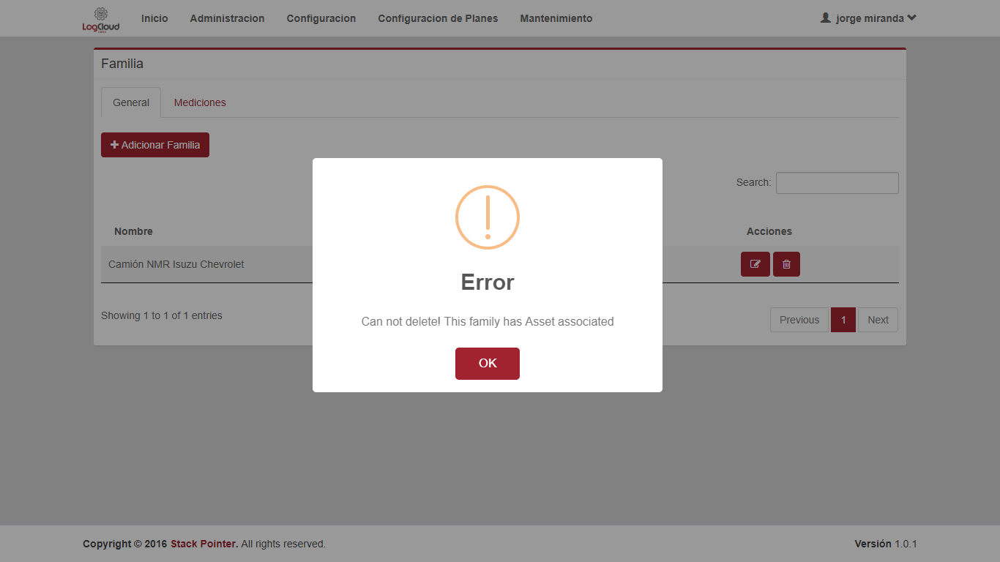 LogCloud
Inicio Administracion Configuracion Configuracion de Planes Mantenimiento jorge miranda
Familia
General Mediciones
Adicionar Familia
Search:
Nombre Acciones
Camión NMR Isuzu Chevrolet
Showing 1 to 1 of 1 entries
Previous 1 Next
Error
Can not delete! This family has Asset associated
OK
Copyright © 2016 Stack Pointer. All rights reserved. Versión 1.0.1